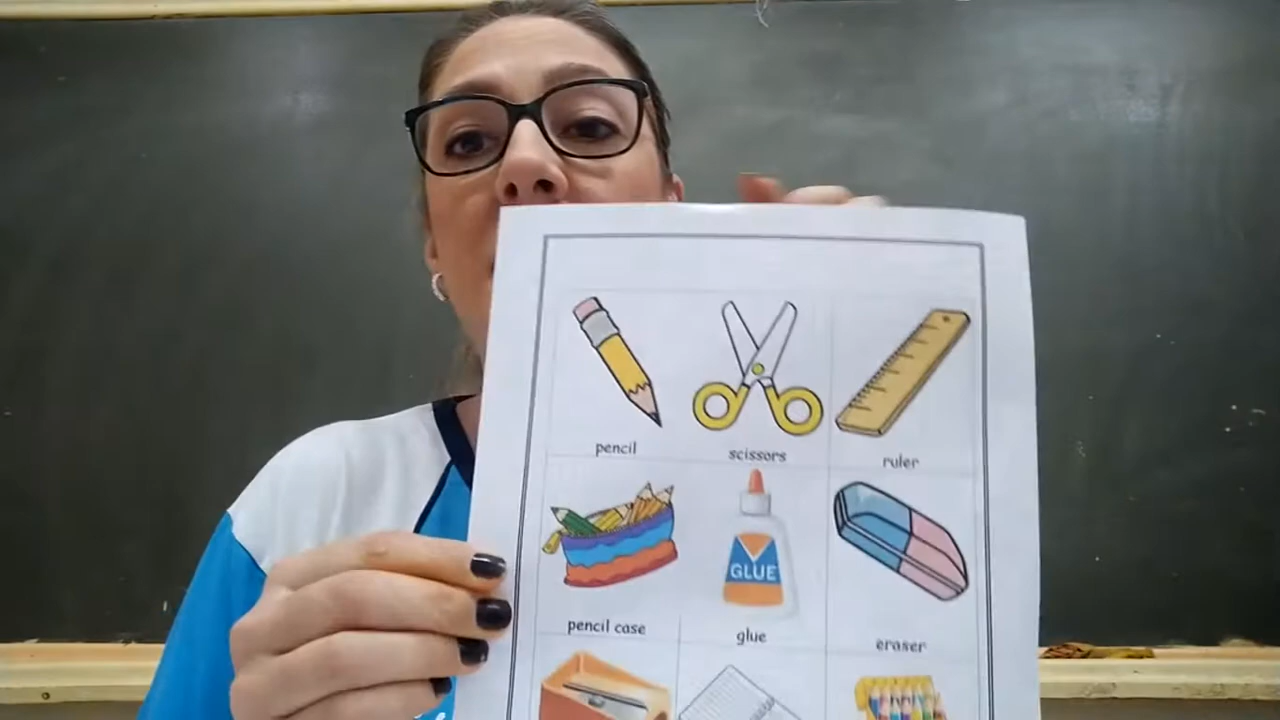 pencil
scissors
ruler
GLUE
pencil case
glue
eraser